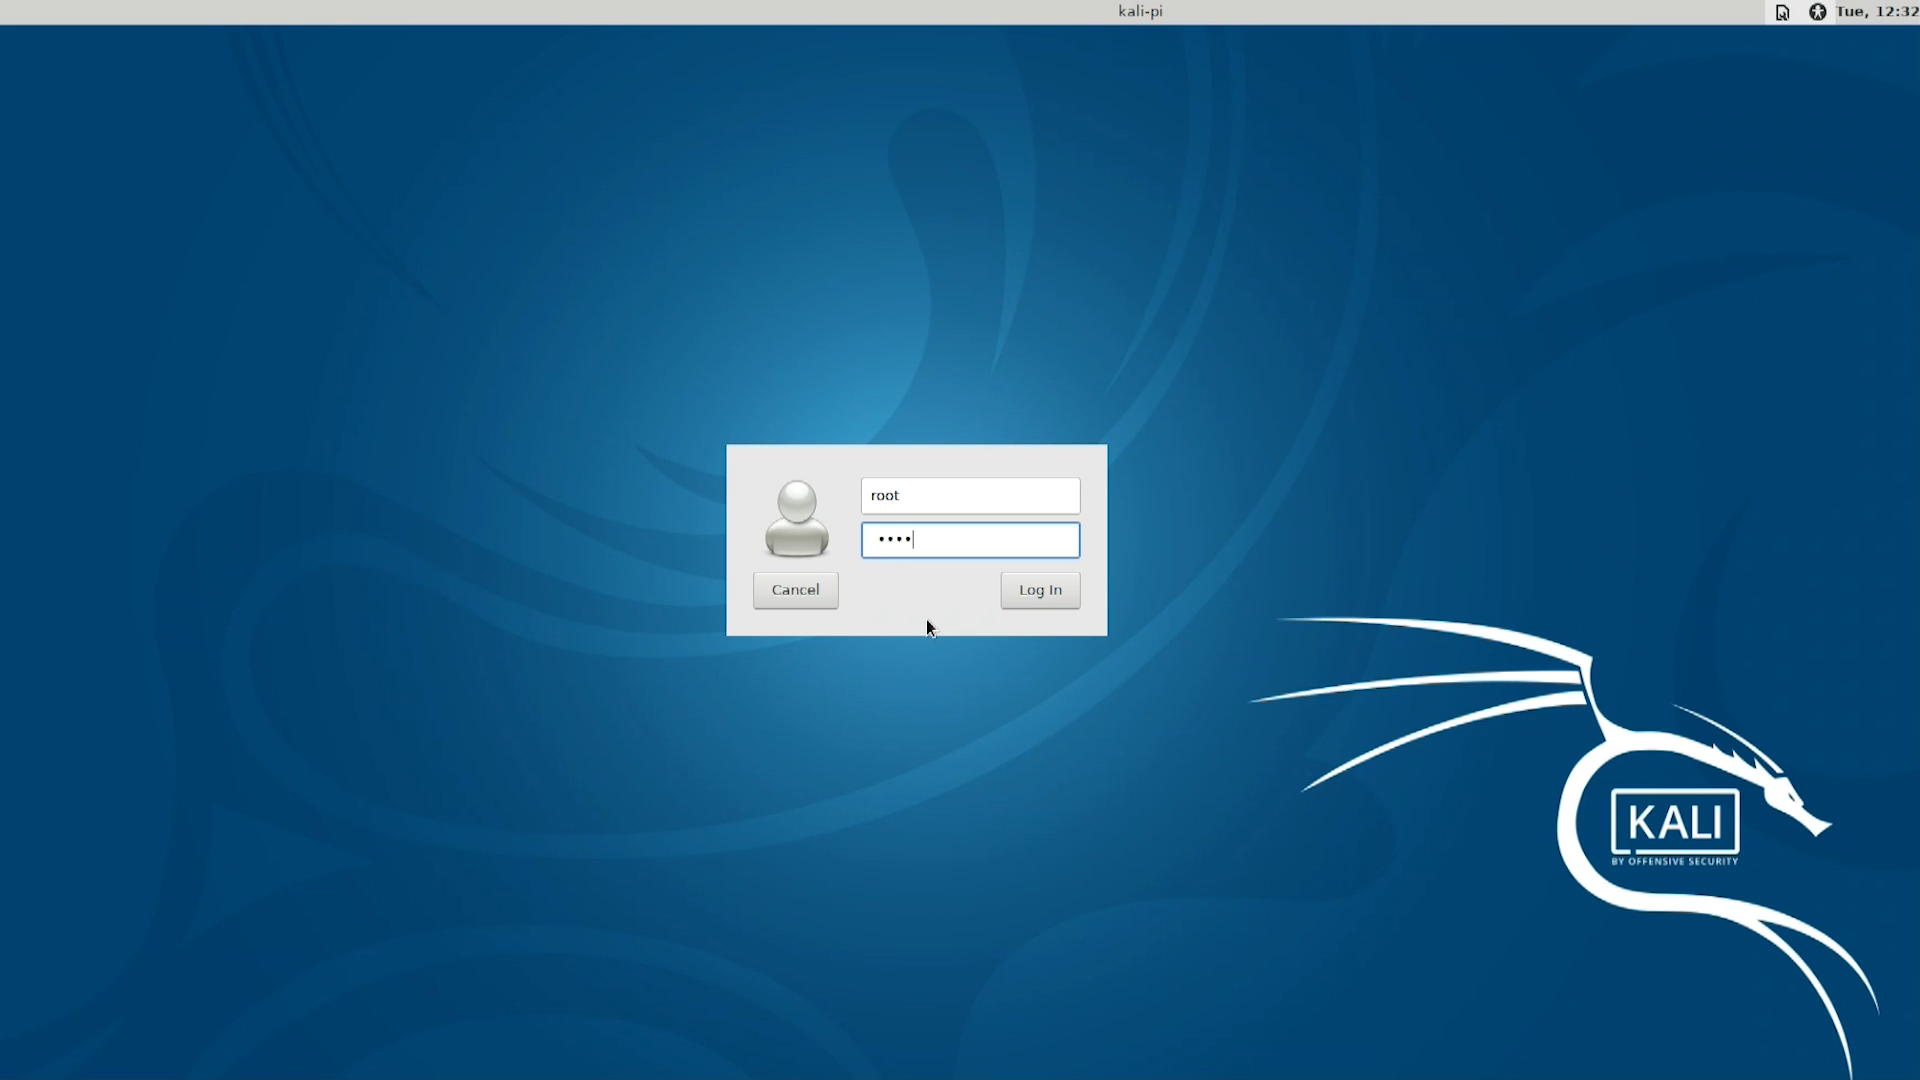 kali-pi
Tue, 12:32
root
••••
Cancel
Log In
KALI
BY OFFENSIVE SECURITY